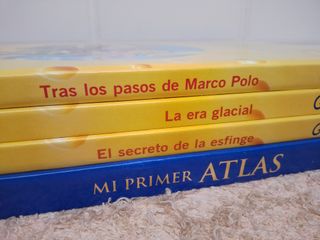 Tras los pasos de Marco Polo
La era glacial
El secreto de la esfinge
MI PRIMER ATLAS